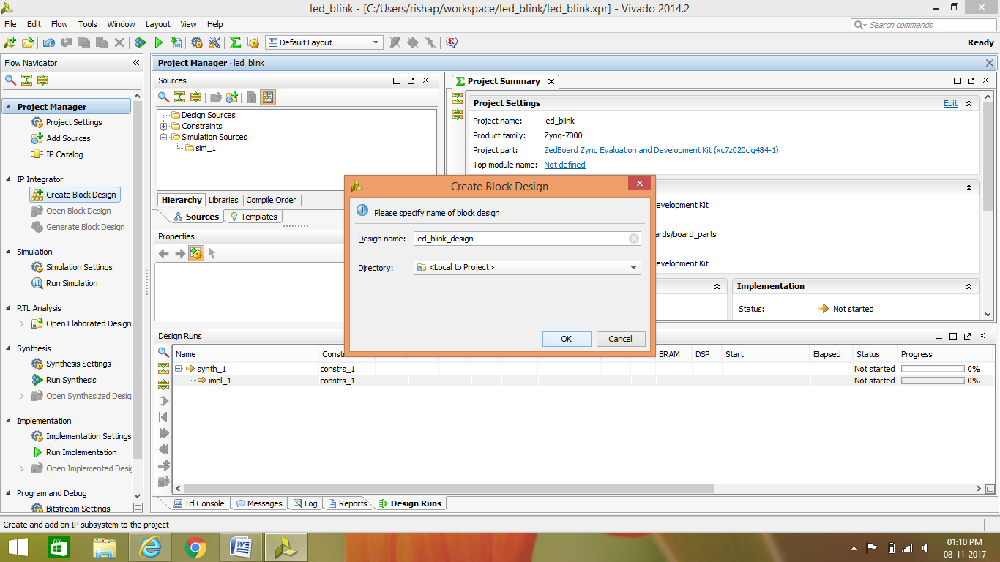 led_blink - [C:/Users/rishap/workspace/led_blink/led_blink.xpr] - Vivado 2014.2
File Edit Flow Tools Window Layout View Help
Search commands
Default Layout
Ready
Flow Navigator
Project Manager
Project Settings
Add Sources
IP Catalog
IP Integrator
Create Block Design
Open Block Design
Generate Block Design
Simulation
Simulation Settings
Run Simulation
RTL Analysis
Open Elaborated Design
Synthesis
Synthesis Settings
Run Synthesis
Open Synthesized Desig
Implementation
Implementation Settings
Run Implementation
Open Implemented Desig
Program and Debug
Bitstream Settings
Project Manager - led_blink
Sources
Design Sources
Constraints
Simulation Sources
sim_1
Hierarchy Libraries Compile Order
Sources Templates
Properties
Project Summary
Project Settings Edit
Project name: led_blink
Product family: Zynq-7000
Project part: ZedBoard Zynq Evaluation and Development Kit (xc7z020clg484-1)
Top module name: Not defined
evelopment Kit
ards/board_parts
evelopment Kit
Implementation
Status: Not started
Create Block Design
Please specify name of block design
Design name: led_blink_design
Directory: <Local to Project>
OK Cancel
Design Runs
Name Constr BRAM DSP Start Elapsed Status Progress
synth_1 constrs_1 Not started 0%
impl_1 constrs_1 Not started 0%
Tcl Console Messages Log Reports Design Runs
Create and add an IP subsystem to the project
01:10 PM
08-11-2017